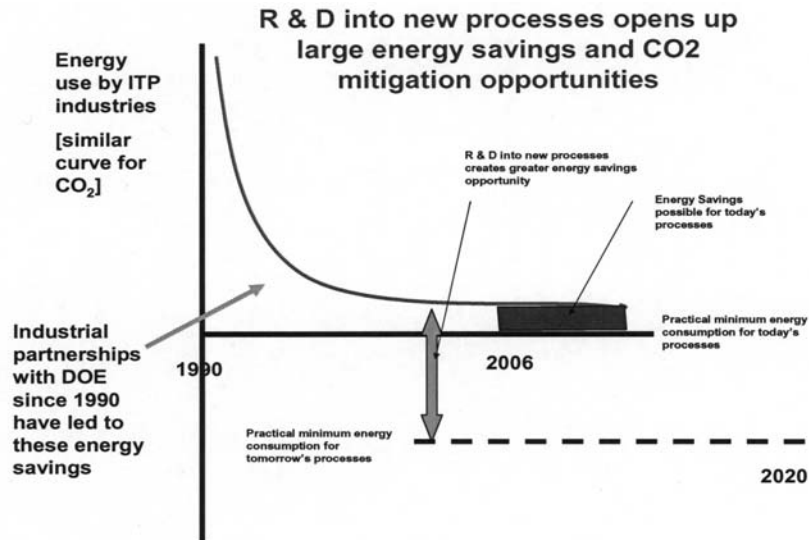 R & D into new processes opens up
large energy savings and CO2
mitigation opportunities
Energy
use by ITP
industries
[similar
curve for
CO₂]
R & D into new processes
creates greater energy savings
opportunity
Energy Savings
possible for today's
processes
Industrial
partnerships
with DOE
since 1990
have led to
these energy
savings
Practical minimum energy
consumption for today's
processes
1990
2006
Practical minimum energy
consumption for
tomorrow's processes
2020